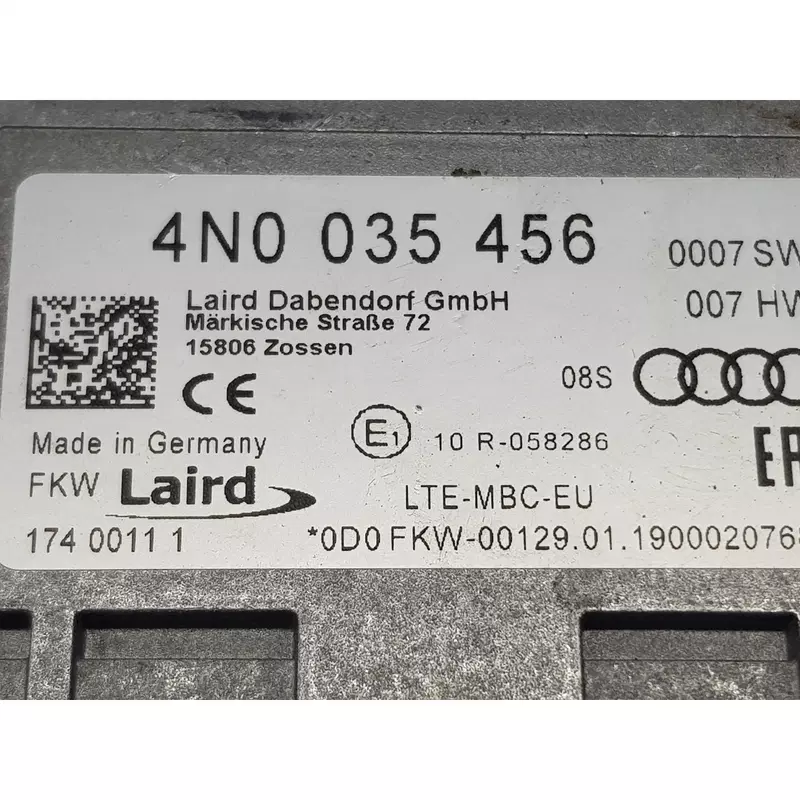 4N0 035 456
0007 SW
007 HW
Laird Dabendorf GmbH
Märkische Straße 72
15806 Zossen
CE
08S
Made in Germany
E1
10 R-058286
FKW Laird
LTE-MBC-EU
174 0011 1
*0D0 FKW-00129.01.1900020768